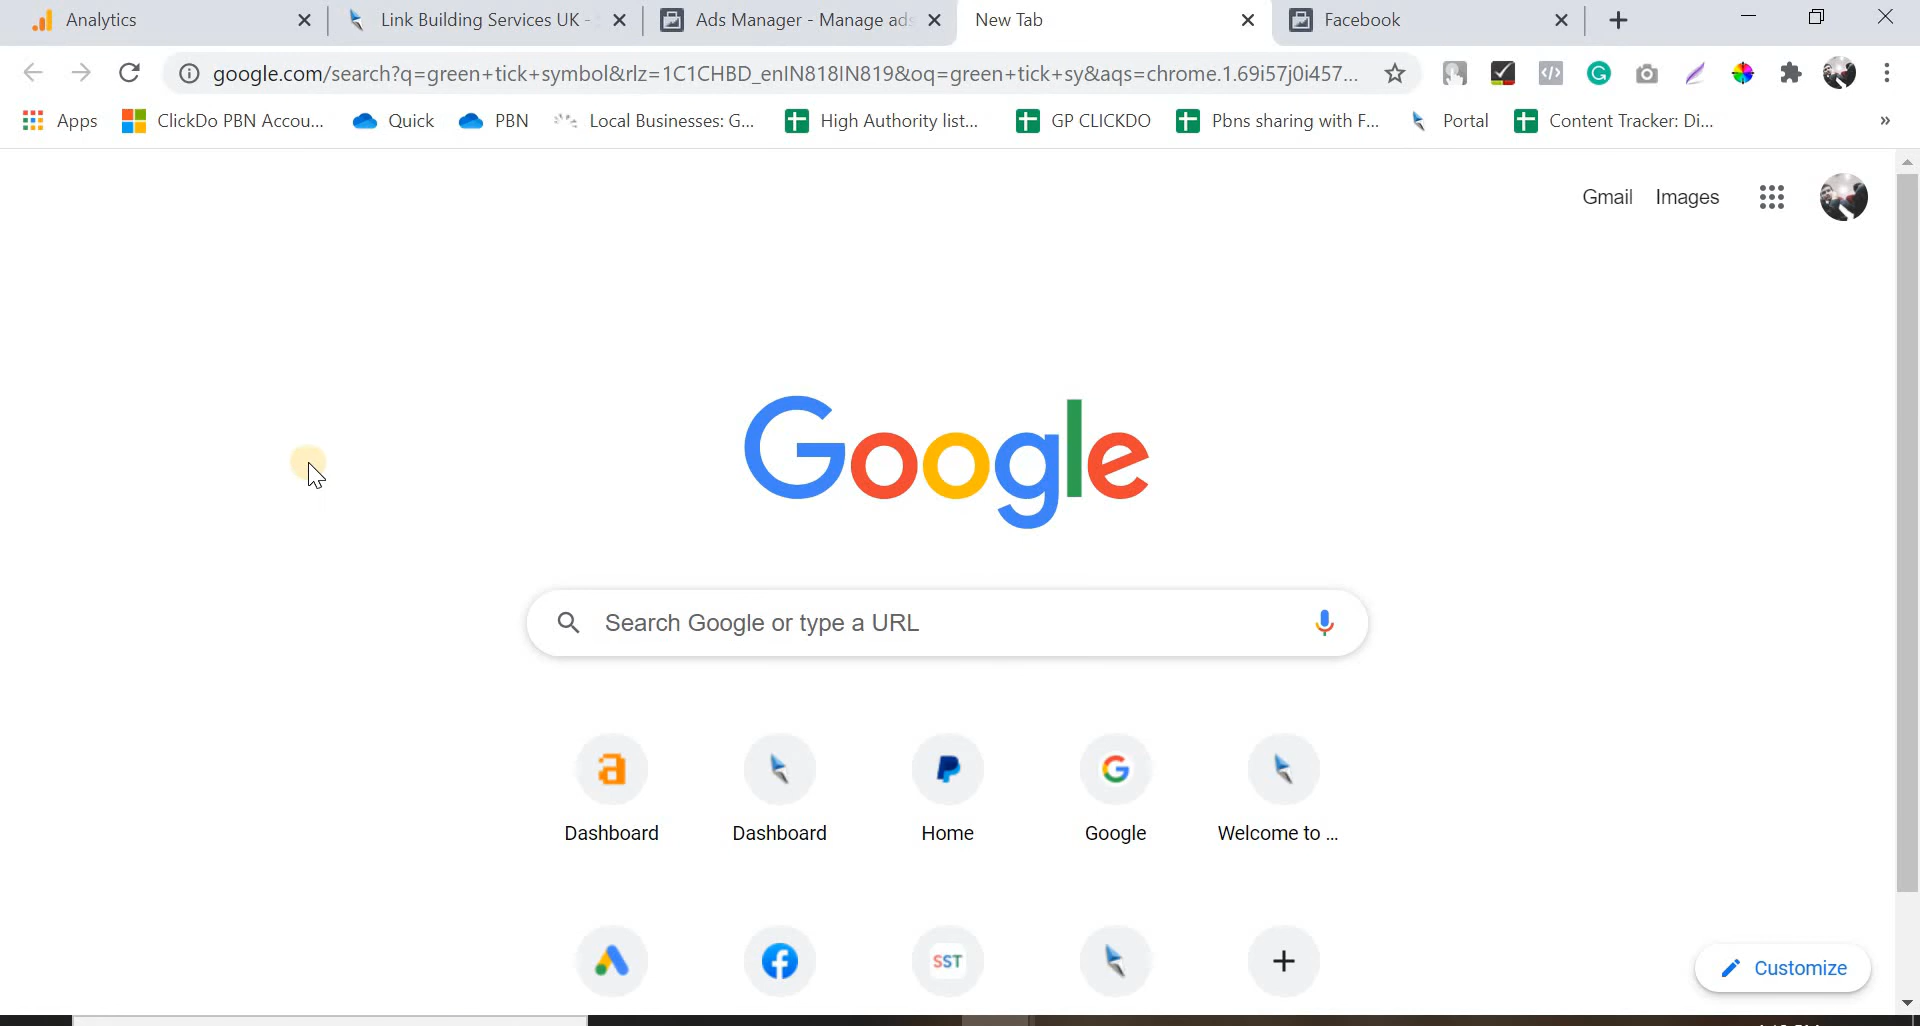 Analytics
Link Building Services UK -
Ads Manager - Manage ads
New Tab
Facebook
google.com/search?q=green+tick+symbol&rlz=1C1CHBD_enIN818IN819&oq=green+tick+sy&aqs=chrome.1.69i57j0i457...
Apps
ClickDo PBN Accou...
Quick
PBN
Local Businesses: G...
High Authority list...
GP CLICKDO
Pbns sharing with F...
Portal
Content Tracker: Di...
»
Gmail
Images
Google
Search Google or type a URL
Dashboard
Dashboard
Home
Google
Welcome to ...
SST
Customize